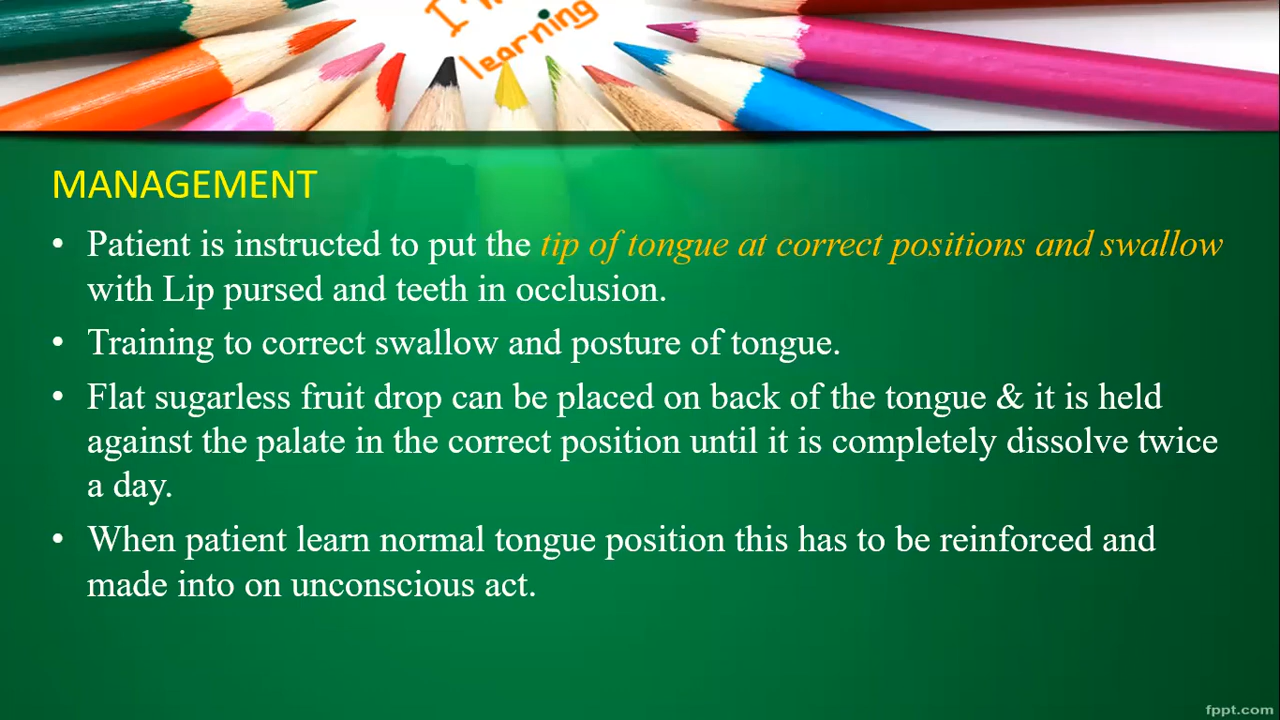 I'm
learning
MANAGEMENT
• Patient is instructed to put the tip of tongue at correct positions and swallow
with Lip pursed and teeth in occlusion.
• Training to correct swallow and posture of tongue.
• Flat sugarless fruit drop can be placed on back of the tongue & it is held
against the palate in the correct position until it is completely dissolve twice
a day.
• When patient learn normal tongue position this has to be reinforced and
made into on unconscious act.
fppt.com